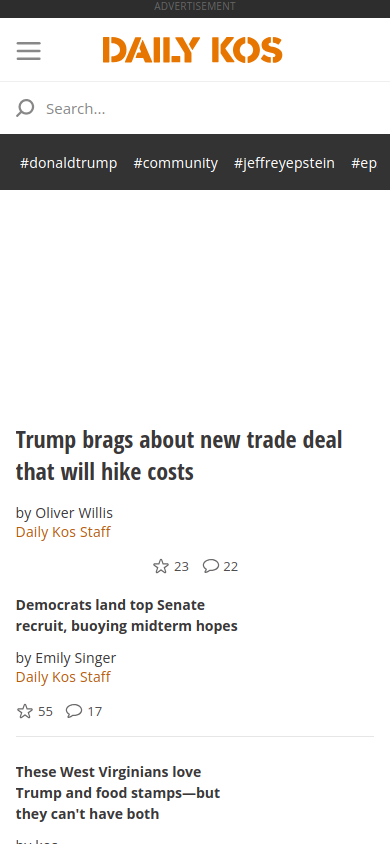 ADVERTISEMENT
DAILY KOS
Search...
#donaldtrump #community #jeffreyepstein #ep
Trump brags about new trade deal
that will hike costs
by Oliver Willis
Daily Kos Staff
23 22
Democrats land top Senate
recruit, buoying midterm hopes
by Emily Singer
Daily Kos Staff
55 17
These West Virginians love
Trump and food stamps—but
they can't have both
by kos